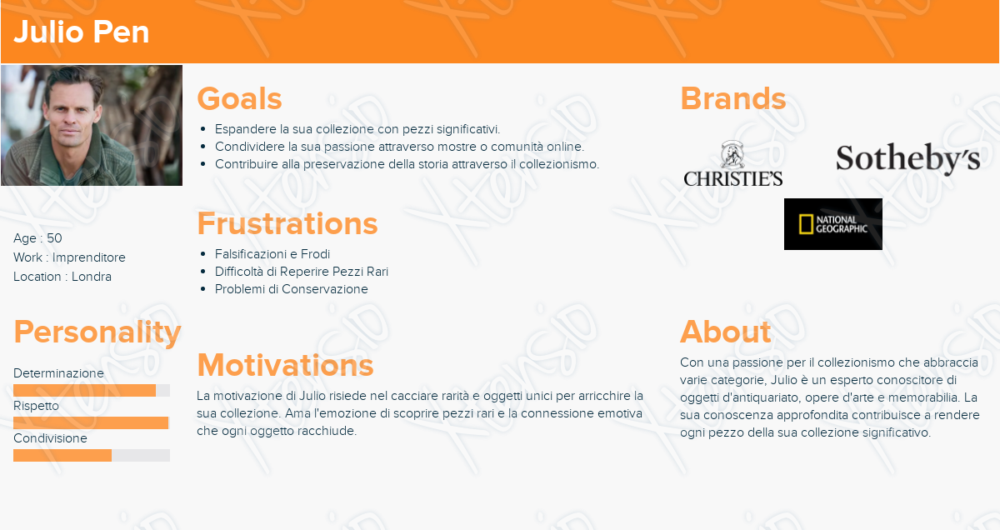 Julio Pen
Age : 50
Work : Imprenditore
Location : Londra
Personality
Determinazione
Rispetto
Condivisione
Goals
Espandere la sua collezione con pezzi significativi.
Condividere la sua passione attraverso mostre o comunità online.
Contribuire alla preservazione della storia attraverso il collezionismo.
Frustrations
Falsificazioni e Frodi
Difficoltà di Reperire Pezzi Rari
Problemi di Conservazione
Motivations
La motivazione di Julio risiede nel cacciare rarità e oggetti unici per arricchire la
sua collezione. Ama l'emozione di scoprire pezzi rari e la connessione emotiva
che ogni oggetto racchiude.
Brands
CHRISTIE'S
Sotheby's
NATIONAL
GEOGRAPHIC
About
Con una passione per il collezionismo che abbraccia
varie categorie, Julio è un esperto conoscitore di
oggetti d'antiquariato, opere d'arte e memorabilia. La
sua conoscenza approfondita contribuisce a rendere
ogni pezzo della sua collezione significativo.
Xtensio